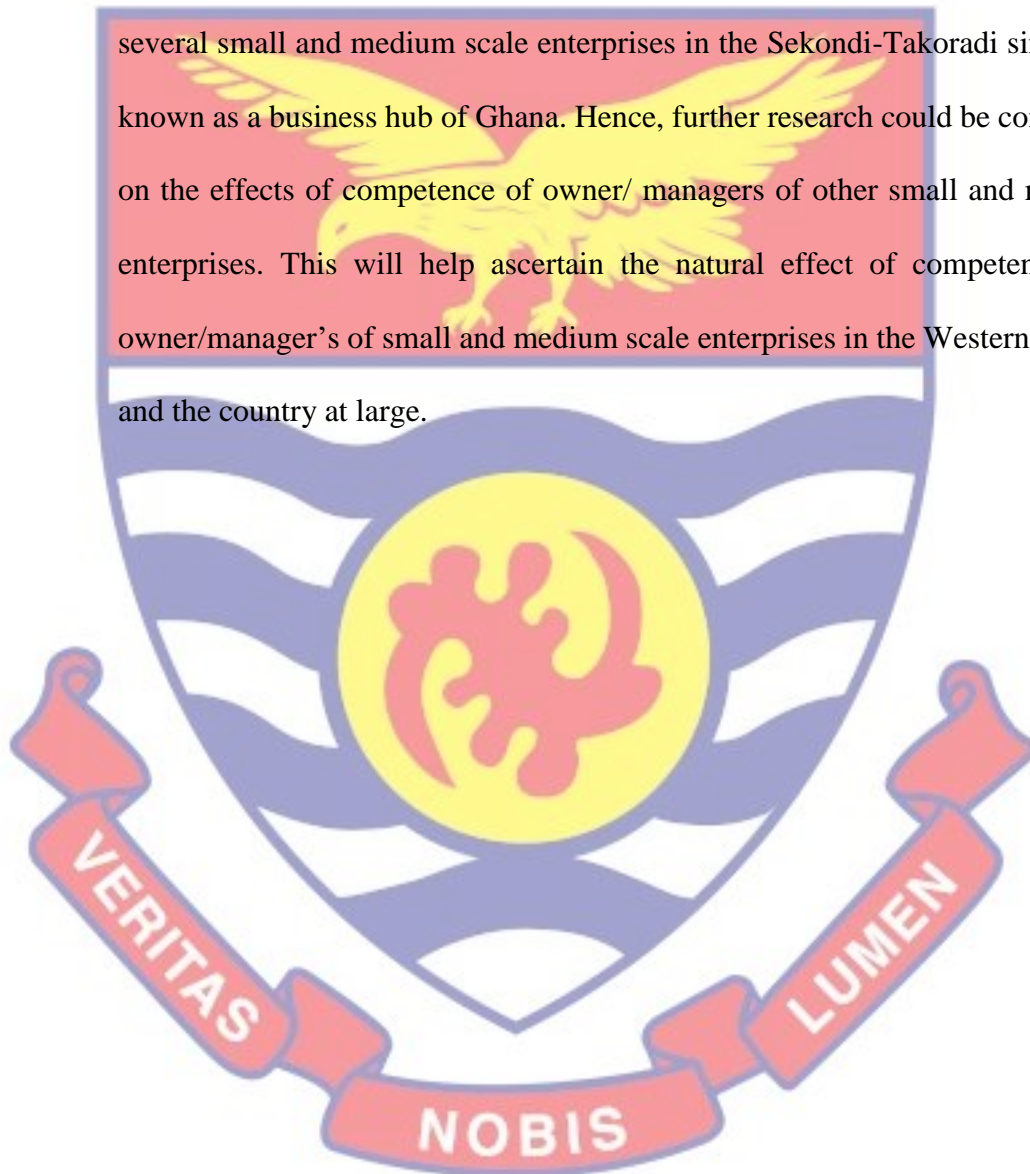 several small and medium scale enterprises in the Sekondi-Takoradi
known as a business hub of Ghana. Hence, further research could be
on the effects of competence of owner/ managers of other small and
enterprises. This will help ascertain the natural effect of
owner/manager’s of small and medium scale enterprises in the Western
and the country at large.
VERITAS
NOBIS
LUMEN